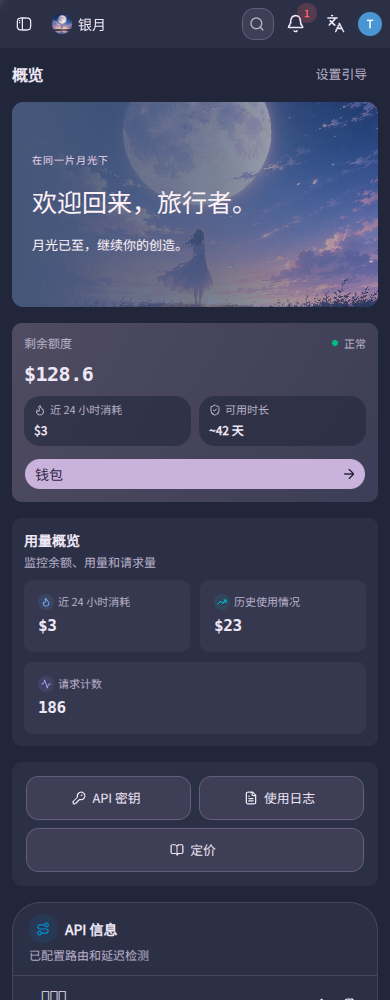 银月
1
T
概览
设置引导
在同一片月光下
欢迎回来，旅行者。
月光已至，继续你的创造。
剩余额度
正常
$128.6
近 24 小时消耗
$3
可用时长
~42 天
钱包
用量概览
监控余额、用量和请求量
近 24 小时消耗
$3
历史使用情况
$23
请求计数
186
API 密钥
使用日志
定价
API 信息
已配置路由和延迟检测